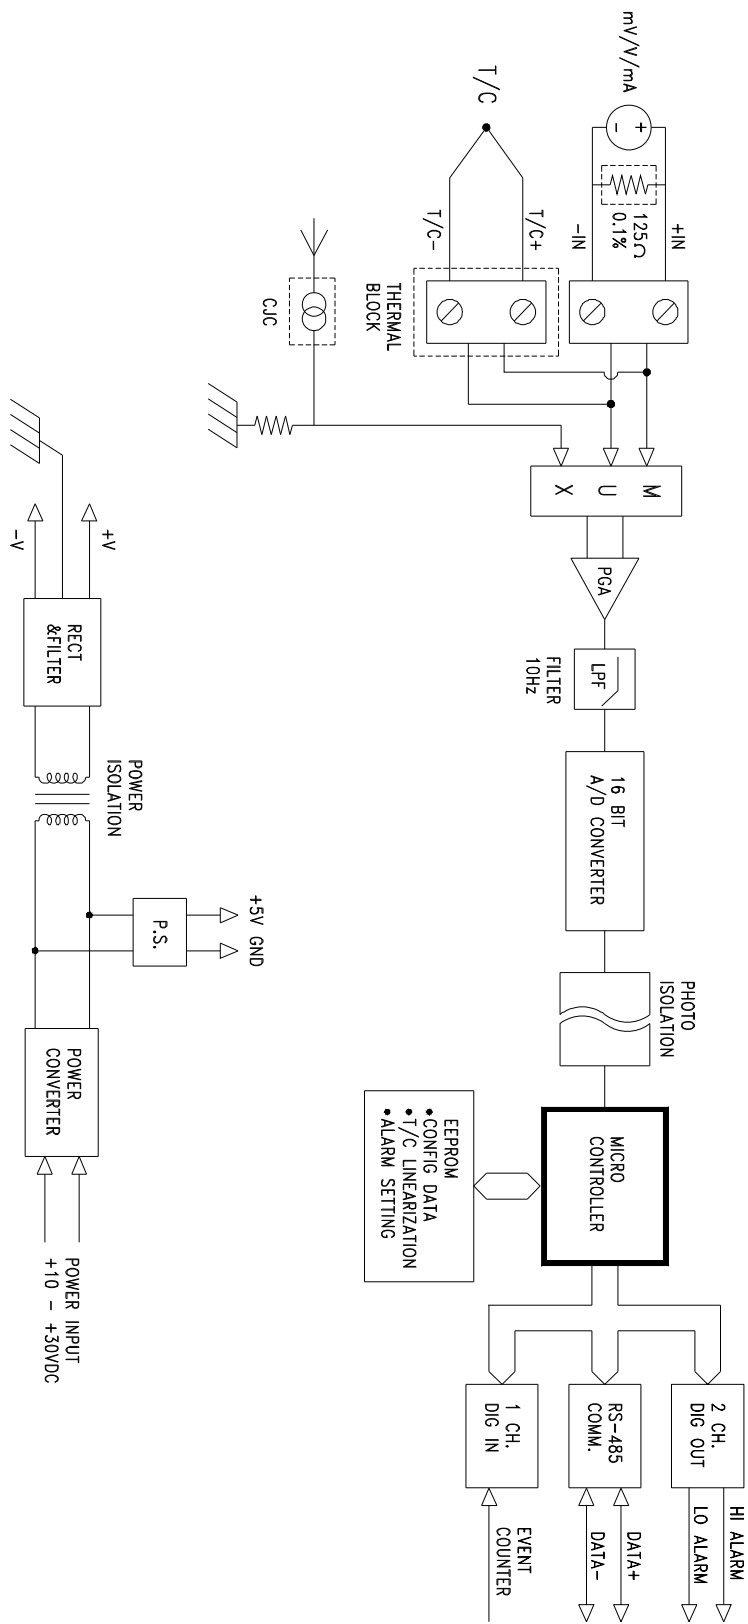 mV/V/mA
+
-
125Ω
0.1%
+IN
-IN
T/C
T/C+
T/C-
THERMAL
BLOCK
CJC
M
U
X
PGA
LPF
FILTER
10Hz
16 BIT
A/D CONVERTER
PHOTO
ISOLATION
MICRO
CONTROLLER
EEPROM
• CONFIG DATA
• T/C LINEARIZATION
• ALARM SETTING
2 CH.
DIG OUT
HI ALARM
LO ALARM
RS-485
COMM.
DATA+
DATA-
1 CH.
DIG IN
EVENT
COUNTER
+V
-V
RECT
&FILTER
POWER
ISOLATION
P.S.
+5V
GND
POWER
CONVERTER
POWER INPUT
+10 - +30VDC